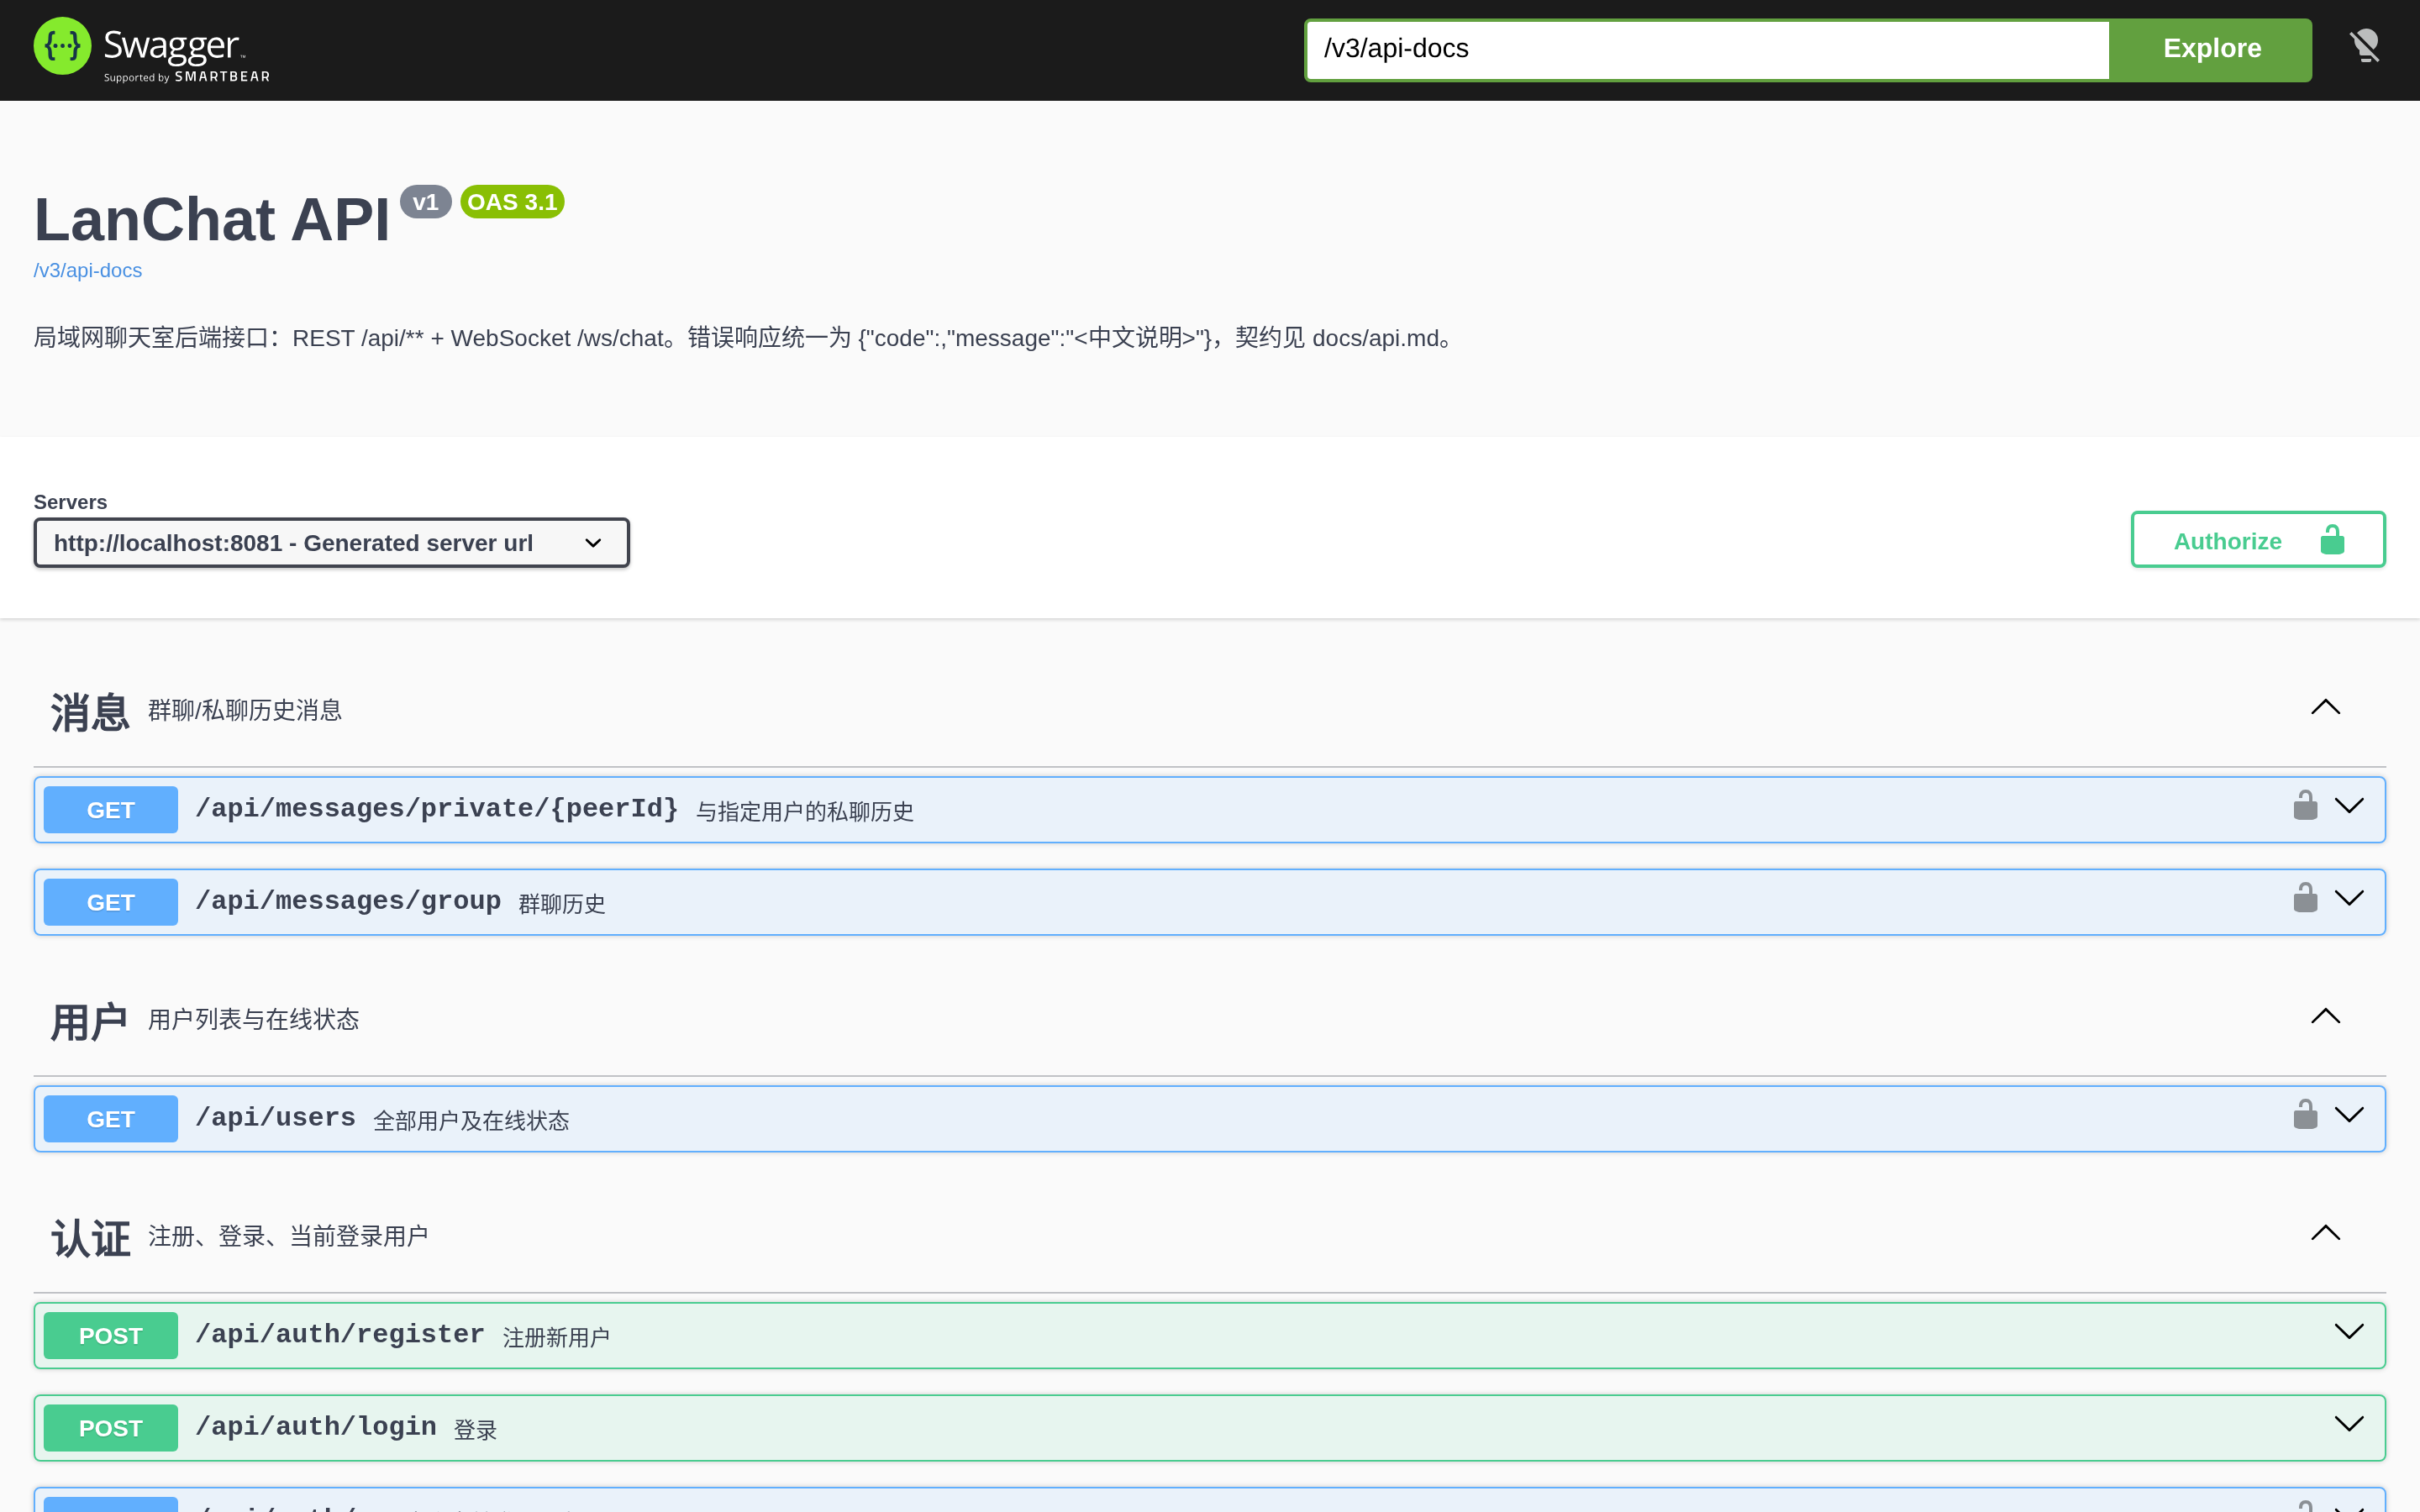 Swagger™
Supported by SMARTBEAR
/v3/api-docs
Explore
LanChat API v1 OAS 3.1
/v3/api-docs
局域网聊天室后端接口：REST /api/** + WebSocket /ws/chat。错误响应统一为 {"code":,"message":"<中文说明>"}，契约见 docs/api.md。
Servers
http://localhost:8081 - Generated server url
Authorize
消息 群聊/私聊历史消息
GET /api/messages/private/{peerId} 与指定用户的私聊历史
GET /api/messages/group 群聊历史
用户 用户列表与在线状态
GET /api/users 全部用户及在线状态
认证 注册、登录、当前登录用户
POST /api/auth/register 注册新用户
POST /api/auth/login 登录